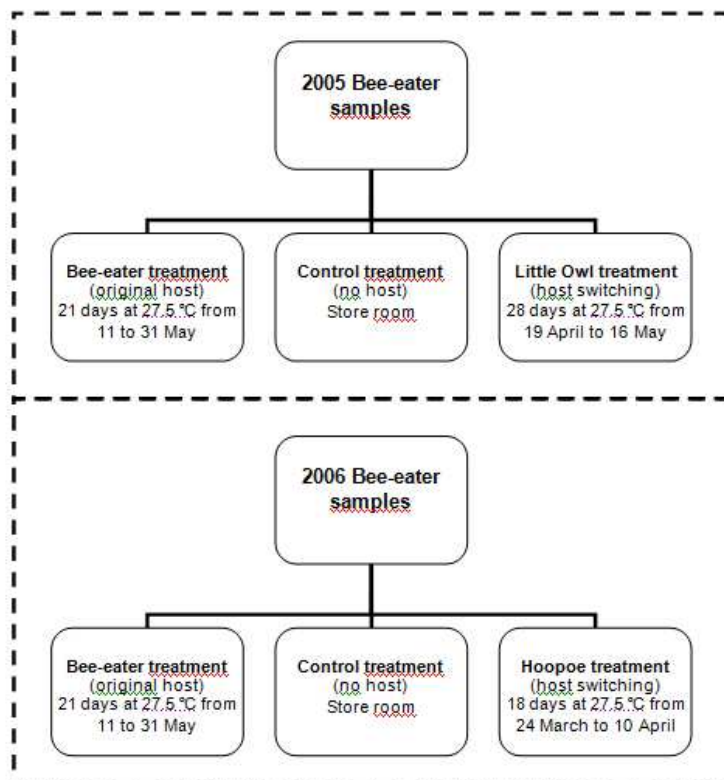 2005 Bee-eater
samples
Bee-eater treatment
(original host)
21 days at 27.5 °C from
11 to 31 May
Control treatment
(no host)
Store room
Little Owl treatment
(host switching)
28 days at 27.5 °C from
19 April to 16 May
2006 Bee-eater
samples
Bee-eater treatment
(original host)
21 days at 27.5 °C from
11 to 31 May
Control treatment
(no host)
Store room
Hoopoe treatment
(host switching)
18 days at 27.5 °C from
24 March to 10 April